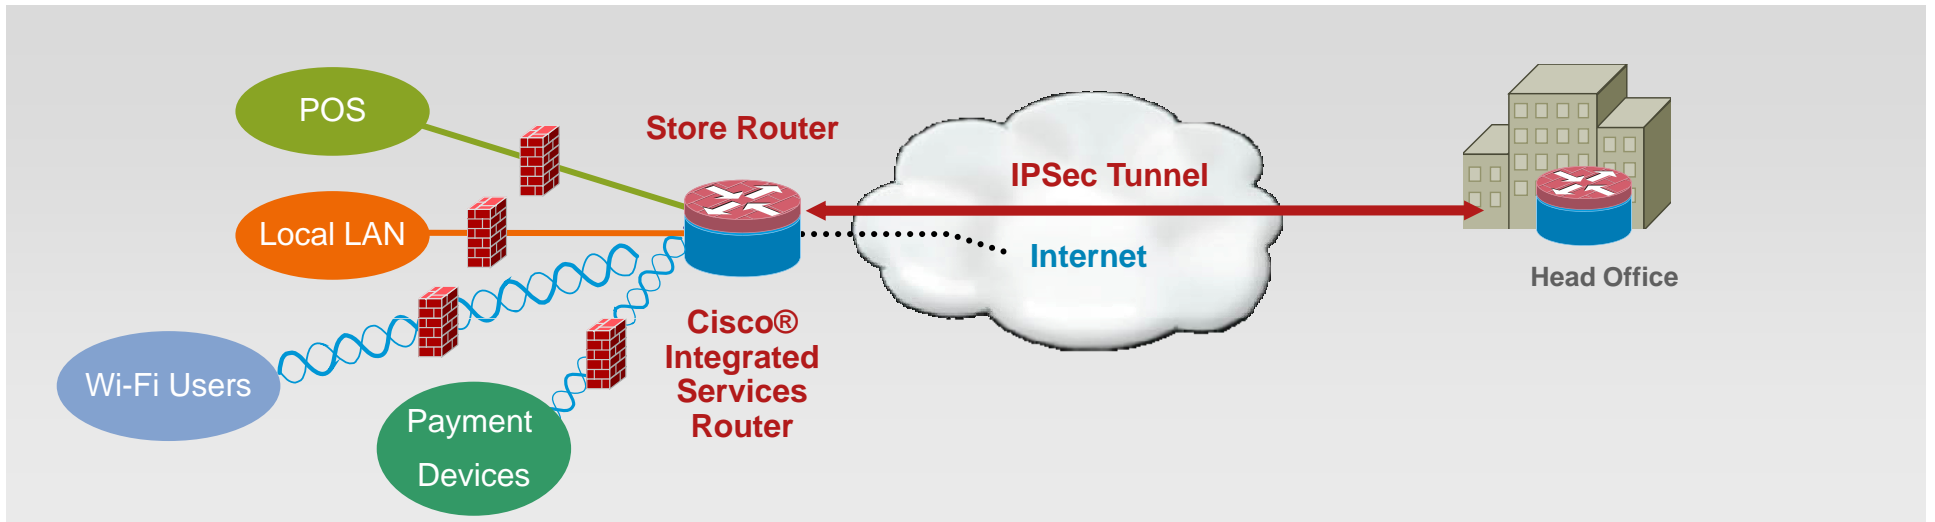 POS
Store Router
IPSec Tunnel
Local LAN
Internet
Head Office
Cisco®
Integrated
Services
Router
Wi-Fi Users
Payment
Devices